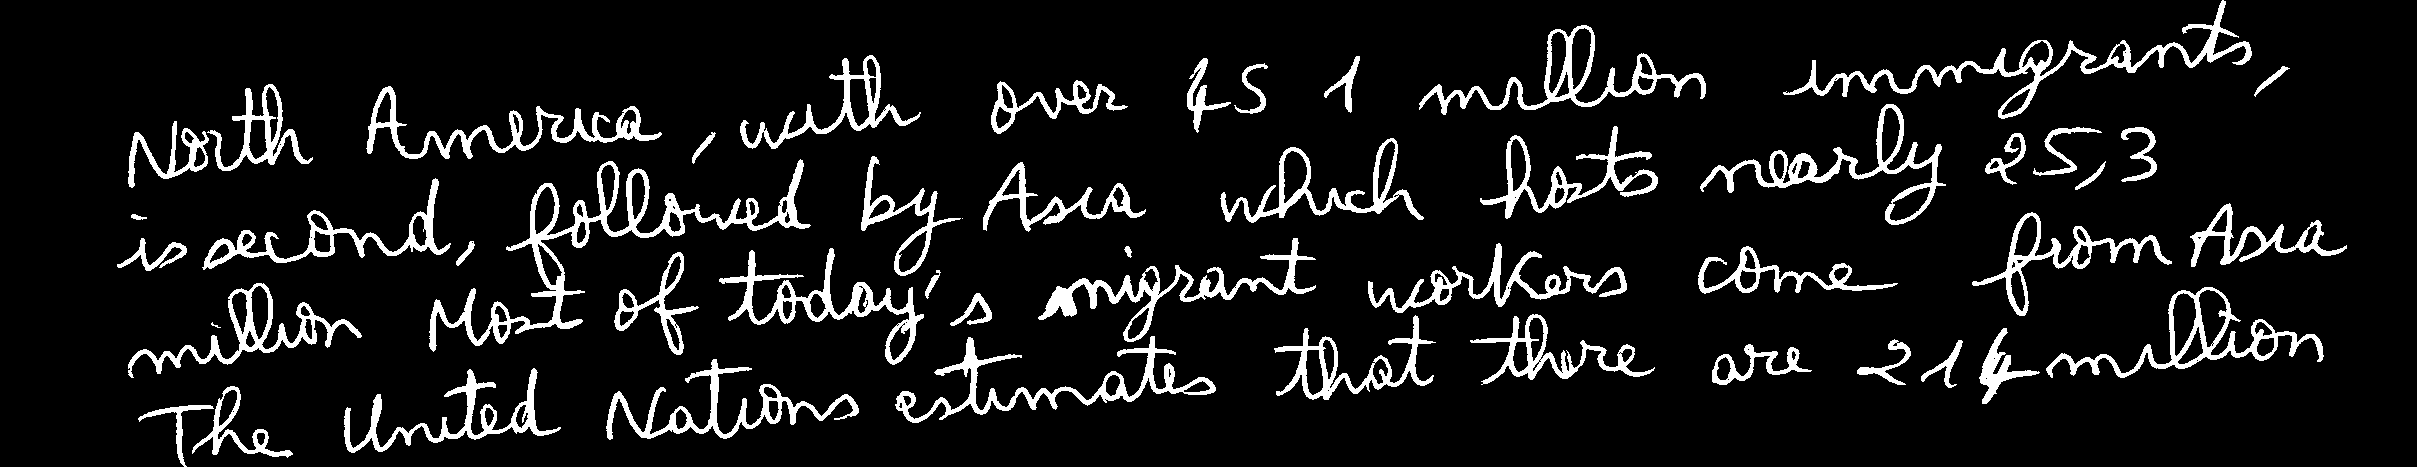 North America, with over 45 1 million immigrants,
is second, followed by Asia which hosts nearly 25,3
million Most of today's migrant workers come from Asia
The United Nations estimates that there are 214 million